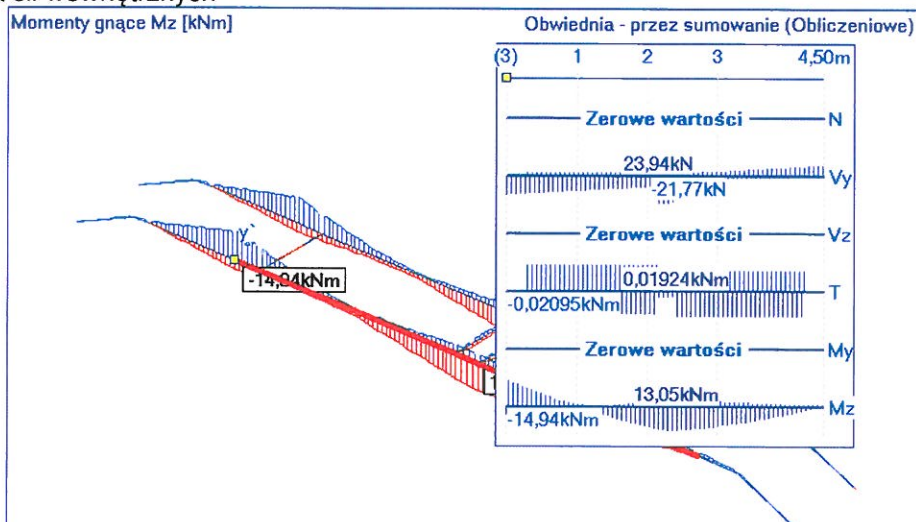 Momenty gnące Mz [kNm]
Obwiednia - przez sumowanie (Obliczeniowe)
(3) 1 2 3 4,50m
Zerowe wartości N
23,94kN
Vy
-21,77kN
Zerowe wartości Vz
0,01924kNm
T
-0,02095kNm
Zerowe wartości My
13,05kNm
Mz
-14,94kNm
y`
-14,94kNm